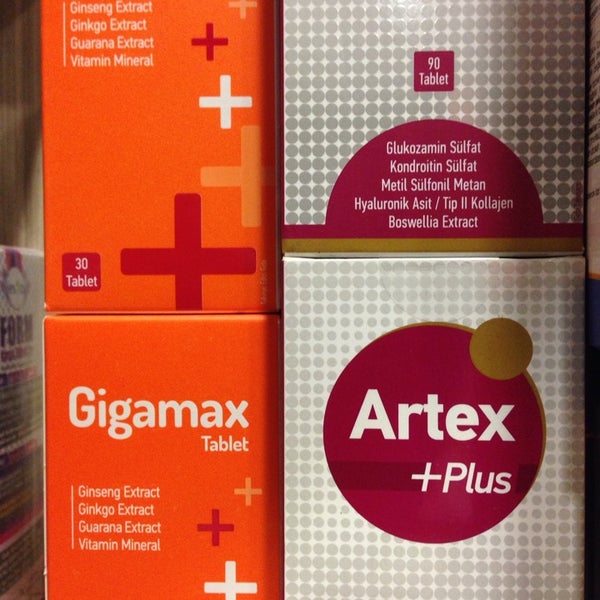 Ginseng Extract
Ginkgo Extract
Guarana Extract
Vitamin Mineral
30
Tablet
90
Tablet
Glukozamin Sülfat
Kondroitin Sülfat
Metil Sülfonil Metan
Hyaluronik Asit / Tip II Kollajen
Boswellia Extract
Gigamax
Tablet
Ginseng Extract
Ginkgo Extract
Guarana Extract
Vitamin Mineral
Artex
+Plus